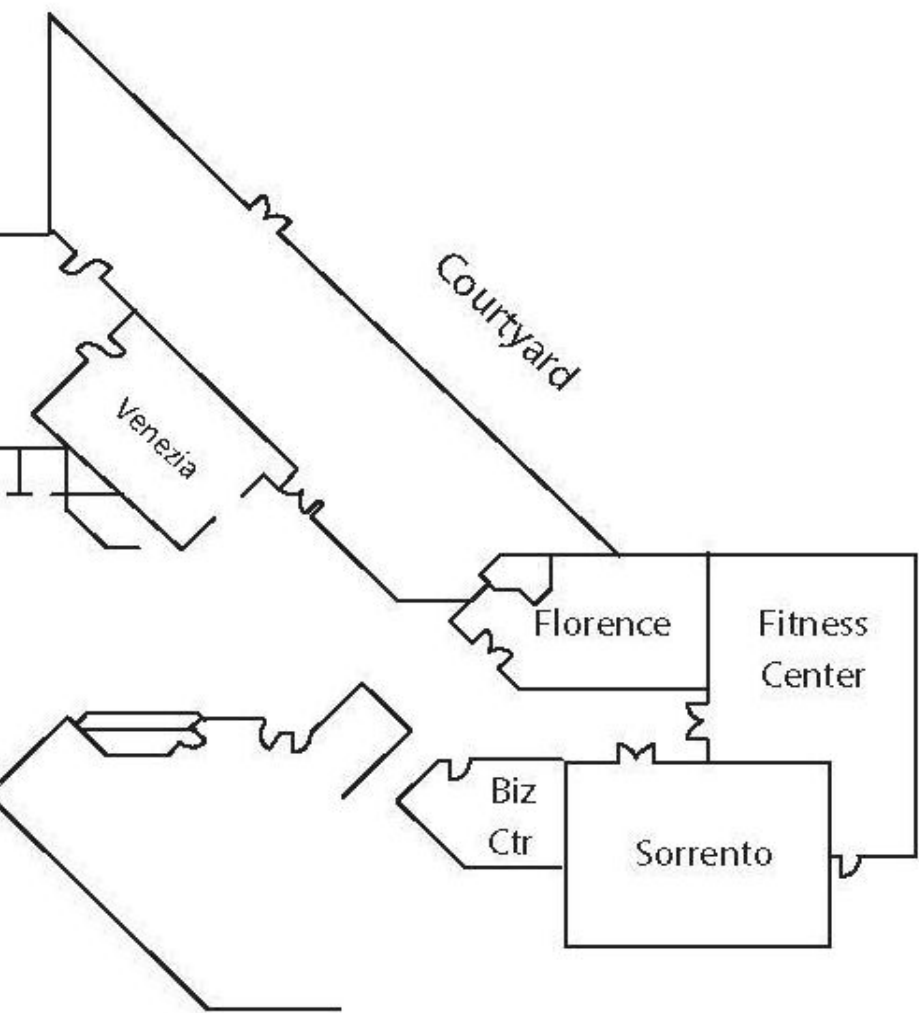 Courtyard
Venezia
Florence
Fitness
Center
Biz
Ctr
Sorrento